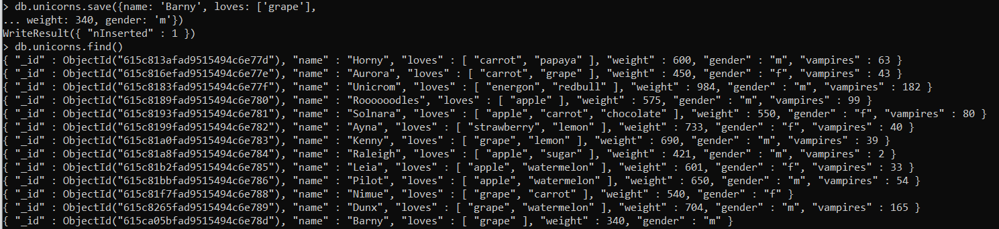 > db.unicorns.save({name: 'Barny', loves: ['grape'],
... weight: 340, gender: 'm'})
WriteResult({ "nInserted" : 1 })
> db.unicorns.find()
{ "_id" : ObjectId("615c813afad9515494c6e77d"), "name" : "Horny", "loves" : [ "carrot", "papaya" ], "weight" : 600, "gender" : "m", "vampires" : 63 }
{ "_id" : ObjectId("615c816efad9515494c6e77e"), "name" : "Aurora", "loves" : [ "carrot", "grape" ], "weight" : 450, "gender" : "f", "vampires" : 43 }
{ "_id" : ObjectId("615c8183fad9515494c6e77f"), "name" : "Unicrom", "loves" : [ "energon", "redbull" ], "weight" : 984, "gender" : "m", "vampires" : 182 }
{ "_id" : ObjectId("615c8189fad9515494c6e780"), "name" : "Roooooodles", "loves" : [ "apple" ], "weight" : 575, "gender" : "m", "vampires" : 99 }
{ "_id" : ObjectId("615c8193fad9515494c6e781"), "name" : "Solnara", "loves" : [ "apple", "carrot", "chocolate" ], "weight" : 550, "gender" : "f", "vampires" : 80 }
{ "_id" : ObjectId("615c8199fad9515494c6e782"), "name" : "Ayna", "loves" : [ "strawberry", "lemon" ], "weight" : 733, "gender" : "f", "vampires" : 40 }
{ "_id" : ObjectId("615c81a0fad9515494c6e783"), "name" : "Kenny", "loves" : [ "grape", "lemon" ], "weight" : 690, "gender" : "m", "vampires" : 39 }
{ "_id" : ObjectId("615c81a8fad9515494c6e784"), "name" : "Raleigh", "loves" : [ "apple", "sugar" ], "weight" : 421, "gender" : "m", "vampires" : 2 }
{ "_id" : ObjectId("615c81b2fad9515494c6e785"), "name" : "Leia", "loves" : [ "apple", "watermelon" ], "weight" : 601, "gender" : "f", "vampires" : 33 }
{ "_id" : ObjectId("615c81bbfad9515494c6e786"), "name" : "Pilot", "loves" : [ "apple", "watermelon" ], "weight" : 650, "gender" : "m", "vampires" : 54 }
{ "_id" : ObjectId("615c81f7fad9515494c6e788"), "name" : "Nimue", "loves" : [ "grape", "carrot" ], "weight" : 540, "gender" : "f" }
{ "_id" : ObjectId("615c8265fad9515494c6e789"), "name" : "Dunx", "loves" : [ "grape", "watermelon" ], "weight" : 704, "gender" : "m", "vampires" : 165 }
{ "_id" : ObjectId("615ca05bfad9515494c6e78d"), "name" : "Barny", "loves" : [ "grape" ], "weight" : 340, "gender" : "m" }